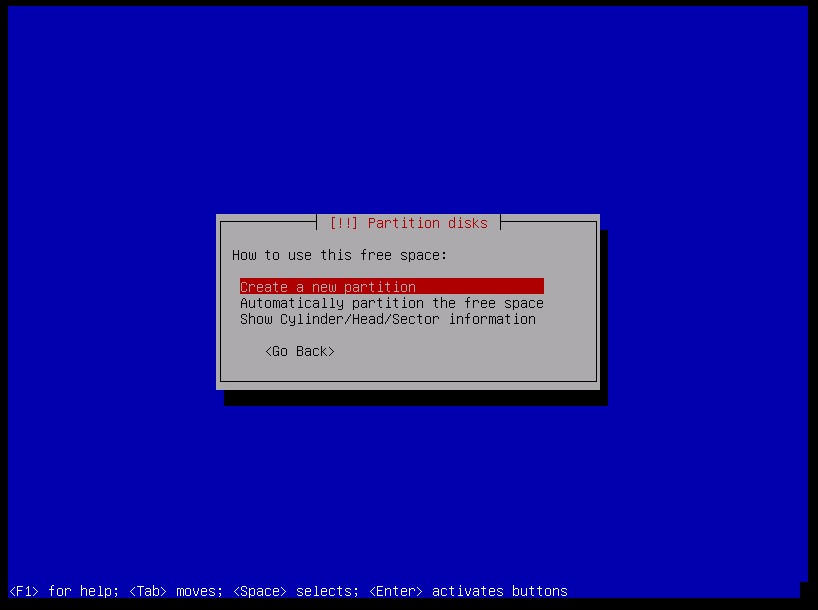 [!!] Partition disks
How to use this free space:
Create a new partition
Automatically partition the free space
Show Cylinder/Head/Sector information
<Go Back>
<F1> for help; <Tab> moves; <Space> selects; <Enter> activates buttons